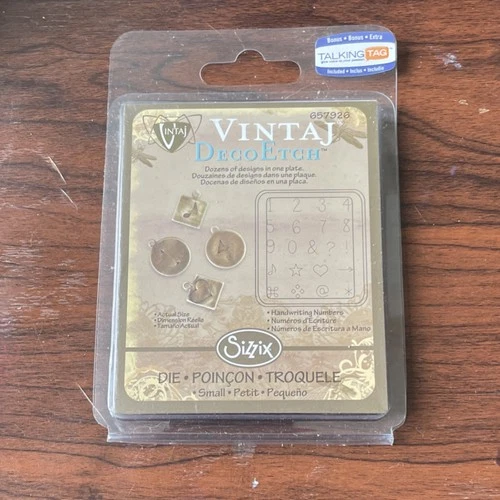 Bonus • Bonus • Extra
TALKING TAG
Included • Inclus • Incluido
657926
VINTAJ
VINTAJ
DECOETCH™
Dozens of designs in one plate.
Douzaines de designs dans une plaque.
Docenas de diseños en una placa.
1 2 3 4
5 6 7 8
9 0 & ? !
♪ ☆ ♡ →
⌘ @ *
• Actual Size
• Dimension Réelle
• Tamaño Actual
• Handwriting Numbers
• Numéros d'Écriture
• Números de Escritura a Mano
Sizzix
DIE • POINÇON • TROQUELE
• Small • Petit • Pequeño